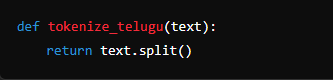 def tokenize_telugu(text):
    return text.split()